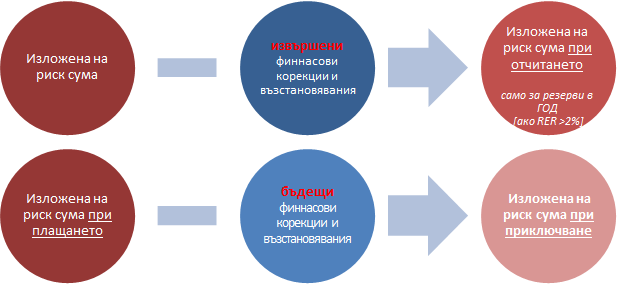 Изложена на
риск сума
извършени
финнасови
корекции и
възстановявания
Изложена на
риск сума при
отчитането
само за резерви в
ГОД
[ако RER >2%]
Изложена на
риск сума при
плащането
бъдещи
финнасови
корекции и
възстановявания
Изложена на
риск сума при
приключване